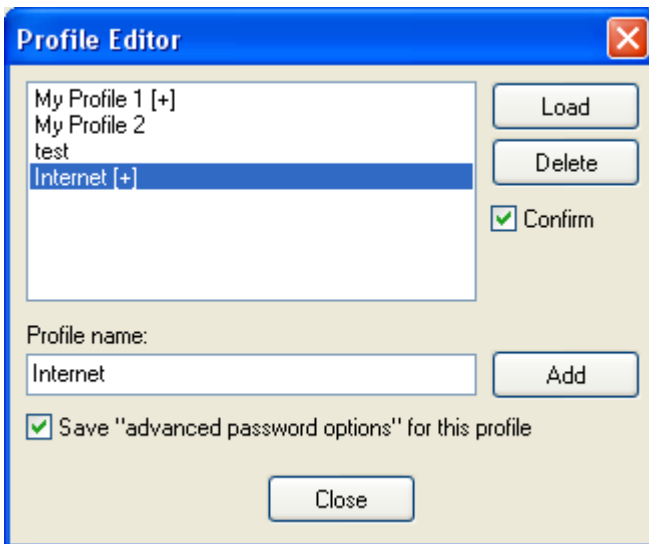 Profile Editor
My Profile 1 [+]
My Profile 2
test
Internet [+]
Load
Delete
Confirm
Profile name:
Internet
Add
Save "advanced password options" for this profile
Close